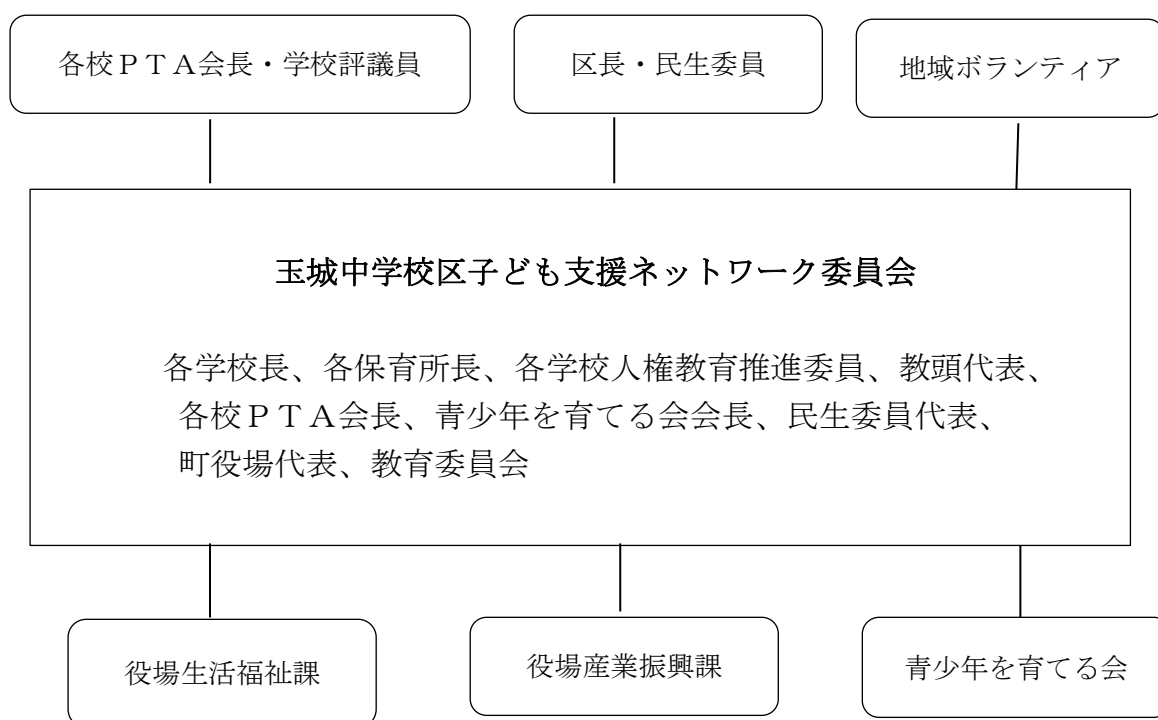 各校ＰＴＡ会長・学校評議員
区長・民生委員
地域ボランティア
玉城中学校区子ども支援ネットワーク委員会
各学校長、各保育所長、各学校人権教育推進委員、教頭代表、
各校ＰＴＡ会長、青少年を育てる会会長、民生委員代表、
町役場代表、教育委員会
役場生活福祉課
役場産業振興課
青少年を育てる会